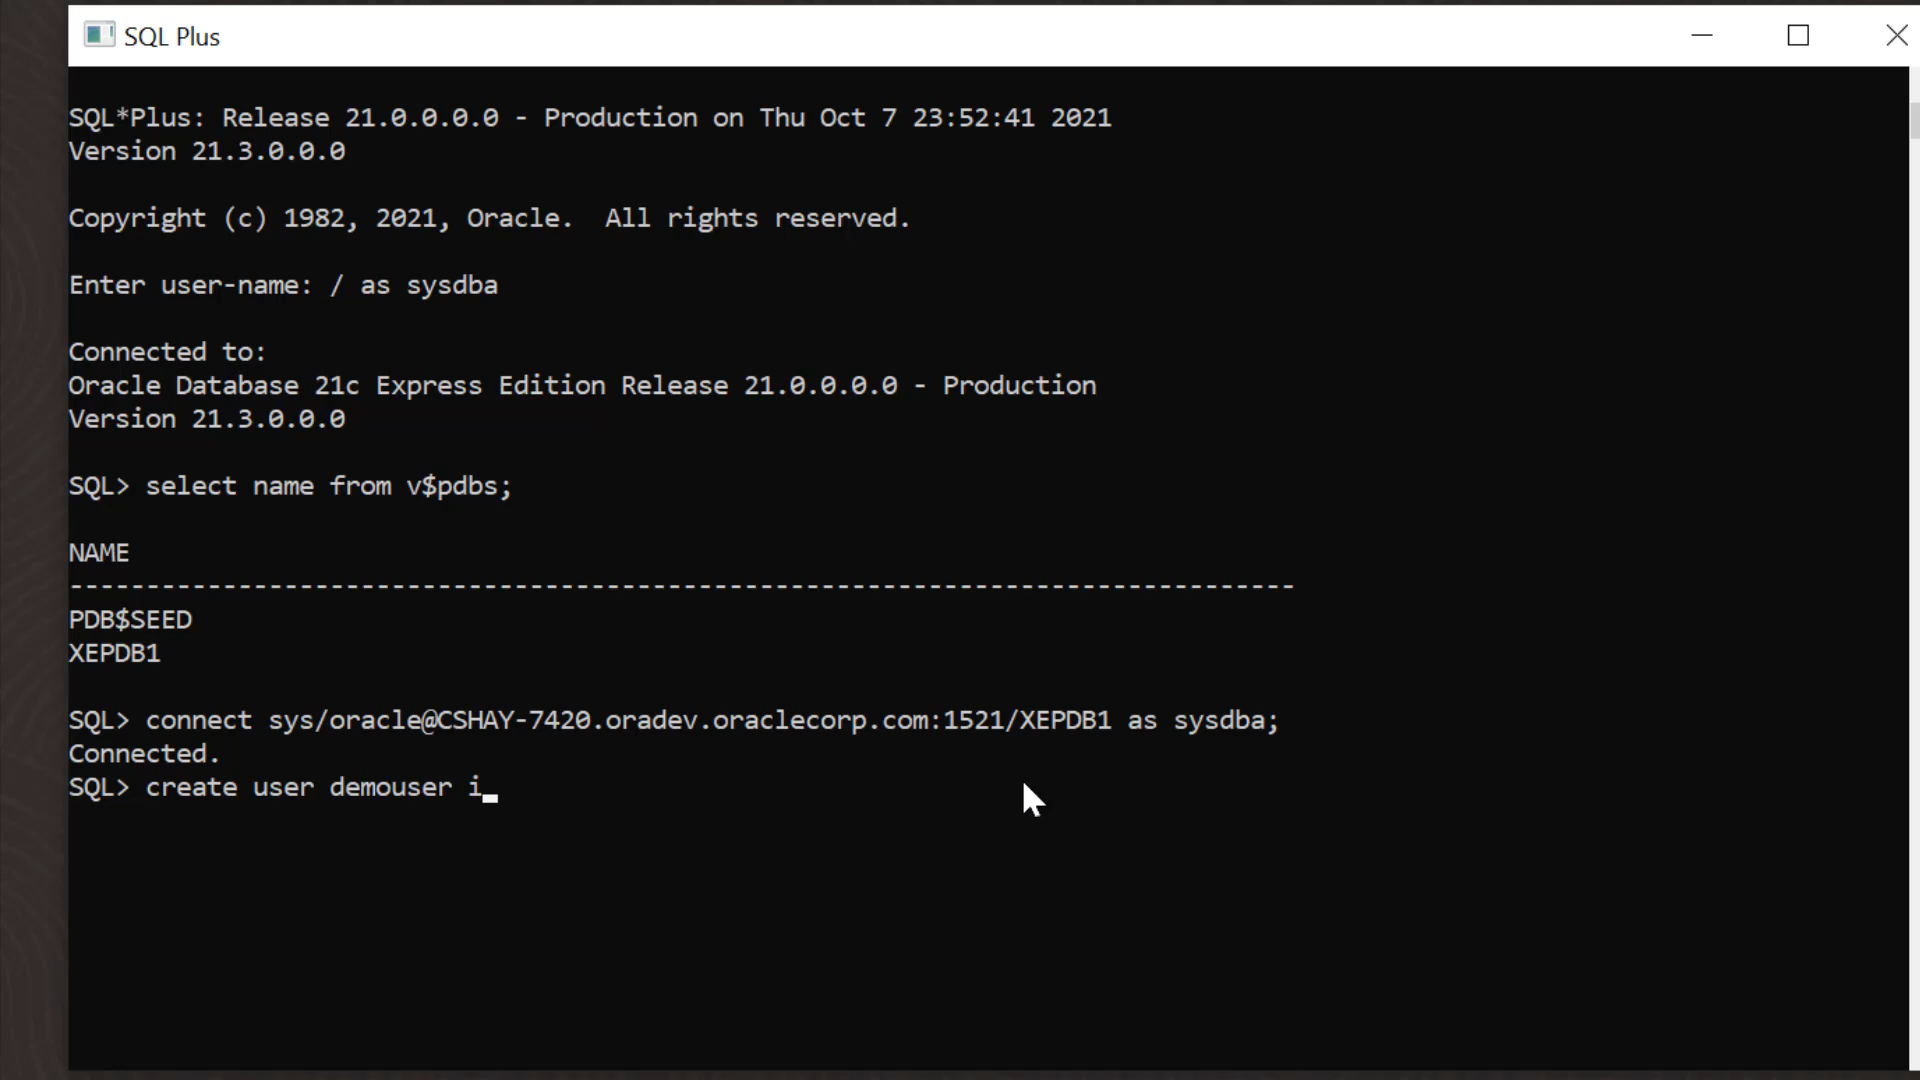 SQL Plus
SQL*Plus: Release 21.0.0.0.0 - Production on Thu Oct 7 23:52:41 2021
Version 21.3.0.0.0
Copyright (c) 1982, 2021, Oracle.  All rights reserved.
Enter user-name: / as sysdba
Connected to:
Oracle Database 21c Express Edition Release 21.0.0.0.0 - Production
Version 21.3.0.0.0
SQL> select name from v$pdbs;
NAME
--------------------------------------------------------------------------------
PDB$SEED
XEPDB1
SQL> connect sys/oracle@CSHAY-7420.oradev.oraclecorp.com:1521/XEPDB1 as sysdba;
Connected.
SQL> create user demouser i_